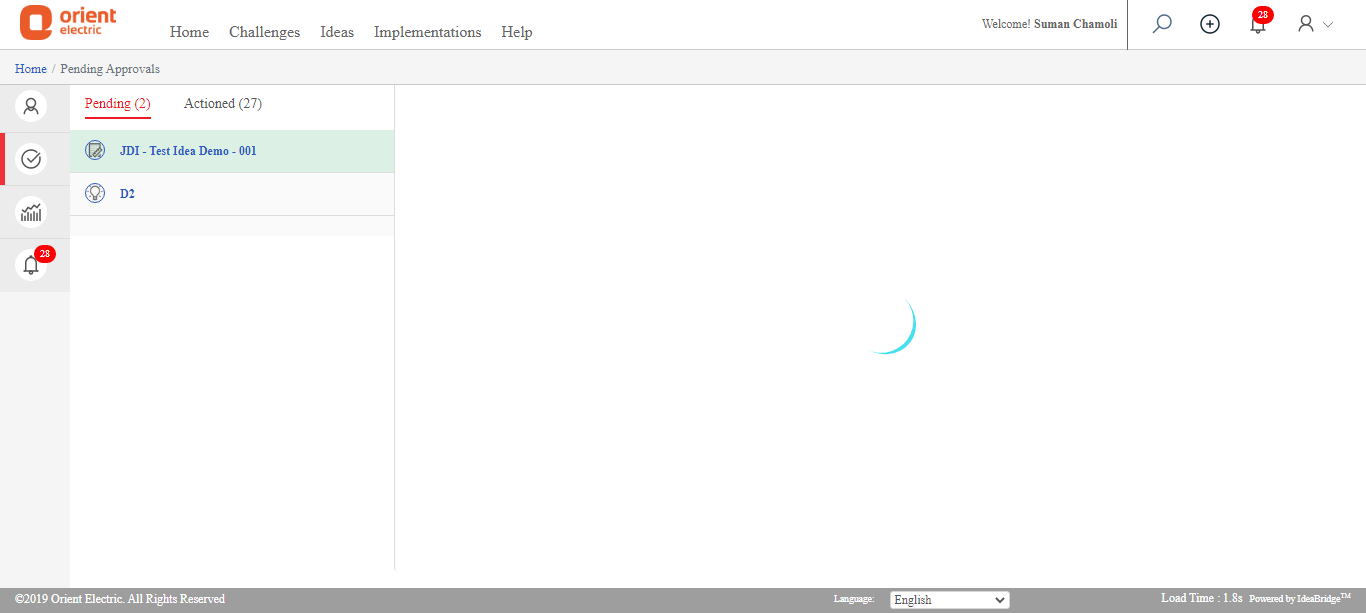 orient
electric
Home Challenges Ideas Implementations Help
Welcome! Suman Chamoli
28
Home / Pending Approvals
Pending (2) Actioned (27)
JDI - Test Idea Demo - 001
D2
28
©2019 Orient Electric. All Rights Reserved
Language: English
Load Time : 1.8s Powered by IdeaBridgeTM